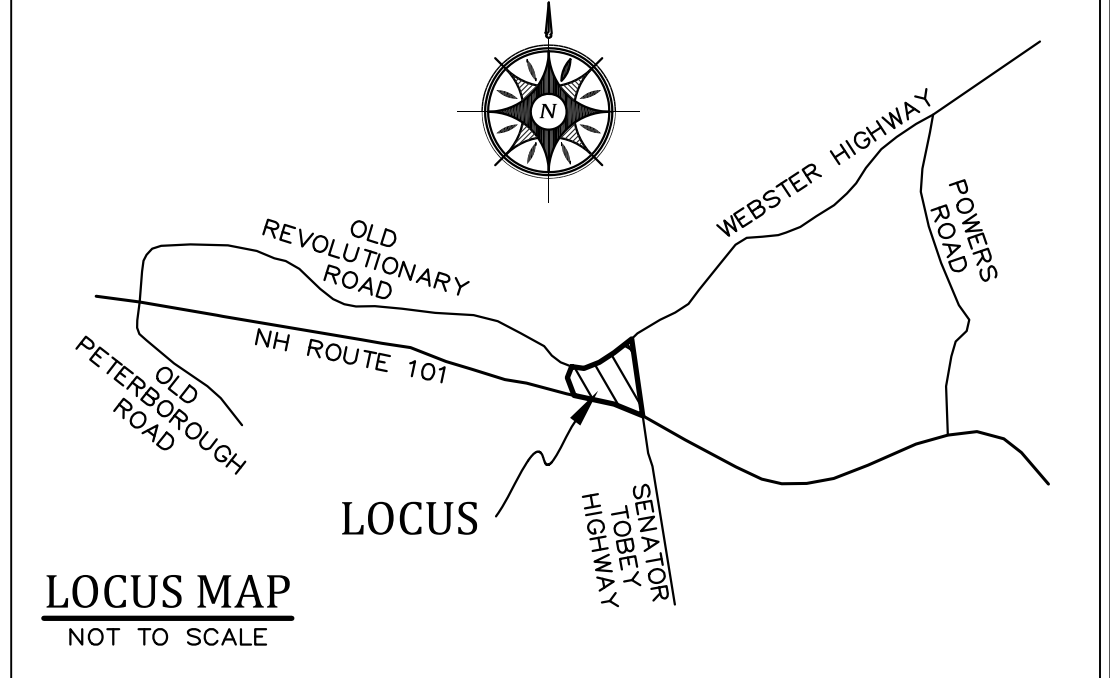 N
WEBSTER HIGHWAY
POWERS
ROAD
OLD
REVOLUTIONARY
ROAD
NH ROUTE 101
OLD
PETERBOROUGH
ROAD
LOCUS
SENATOR
TOBEY
HIGHWAY
LOCUS MAP
NOT TO SCALE